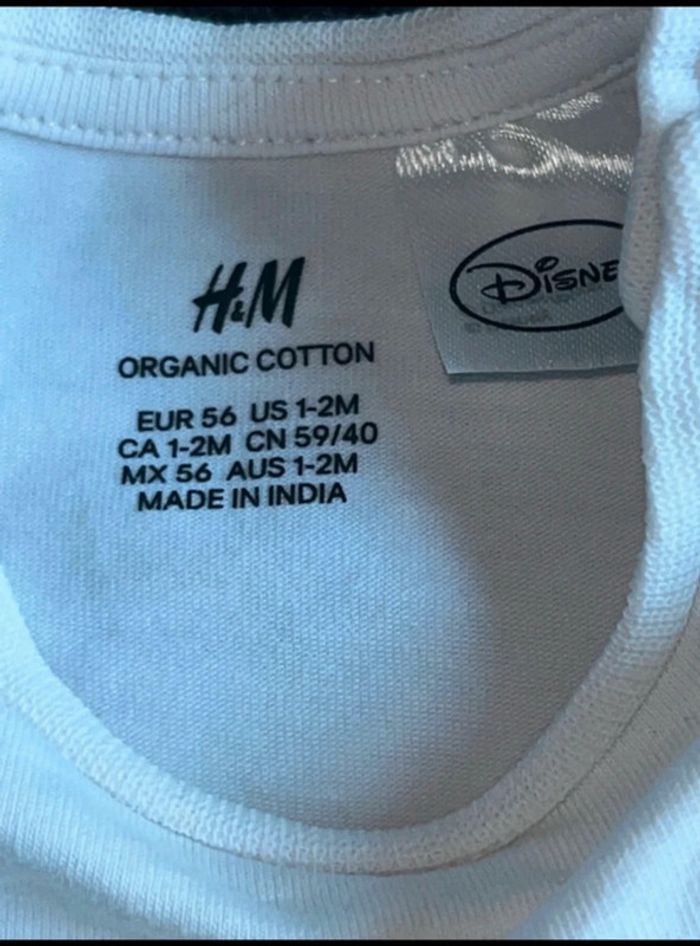 H&M
ORGANIC COTTON
EUR 56 US 1-2M
CA 1-2M CN 59/40
MX 56 AUS 1-2M
MADE IN INDIA
DISNE